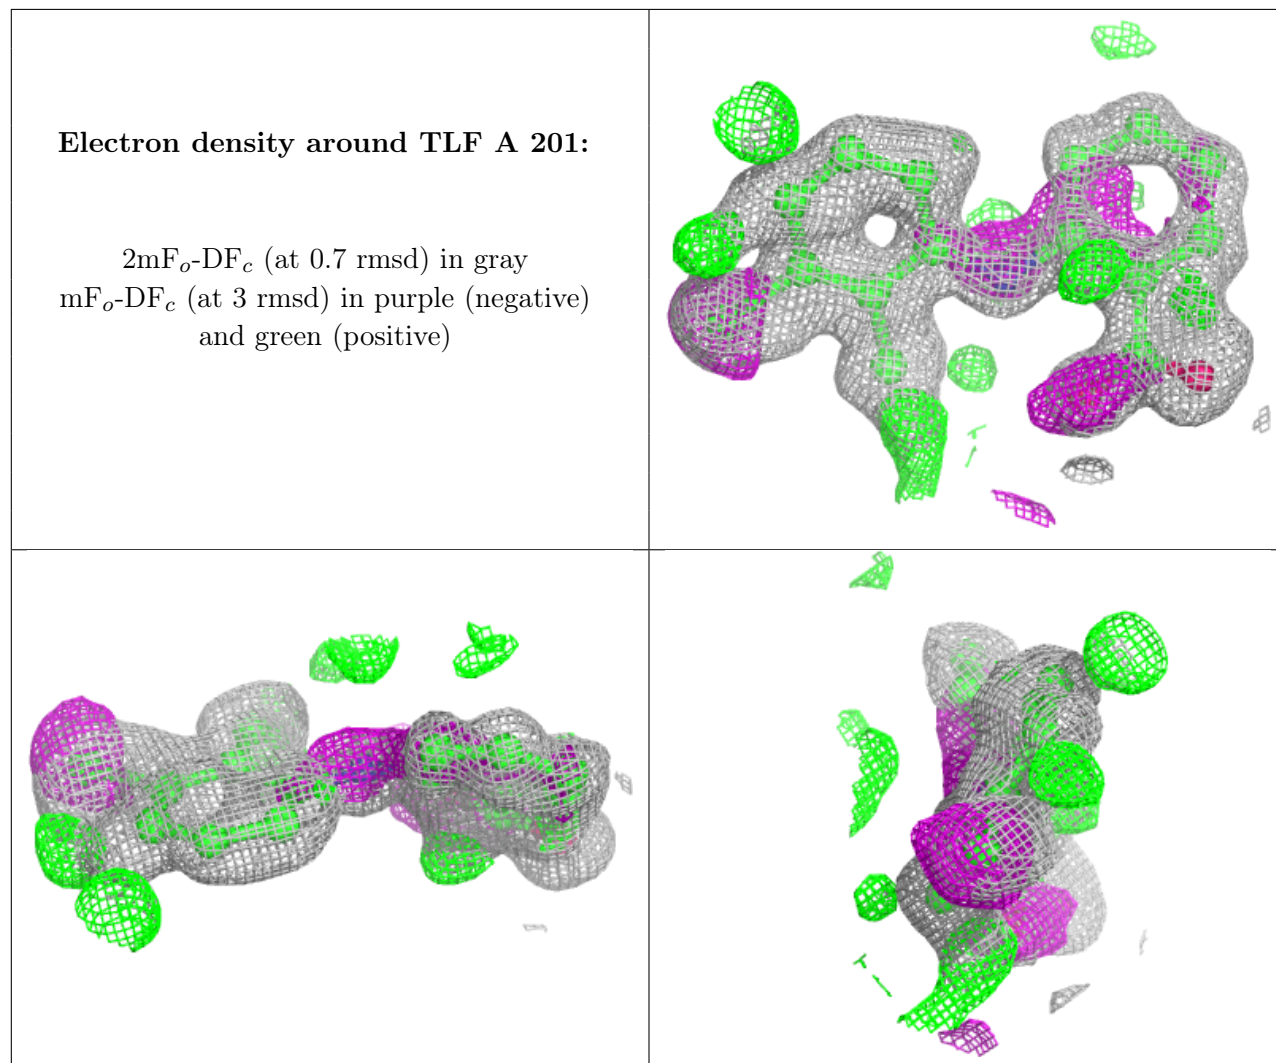 Electron density around TLF A 201:
2mFo-DFc (at 0.7 rmsd) in gray
mFo-DFc (at 3 rmsd) in purple (negative)
and green (positive)